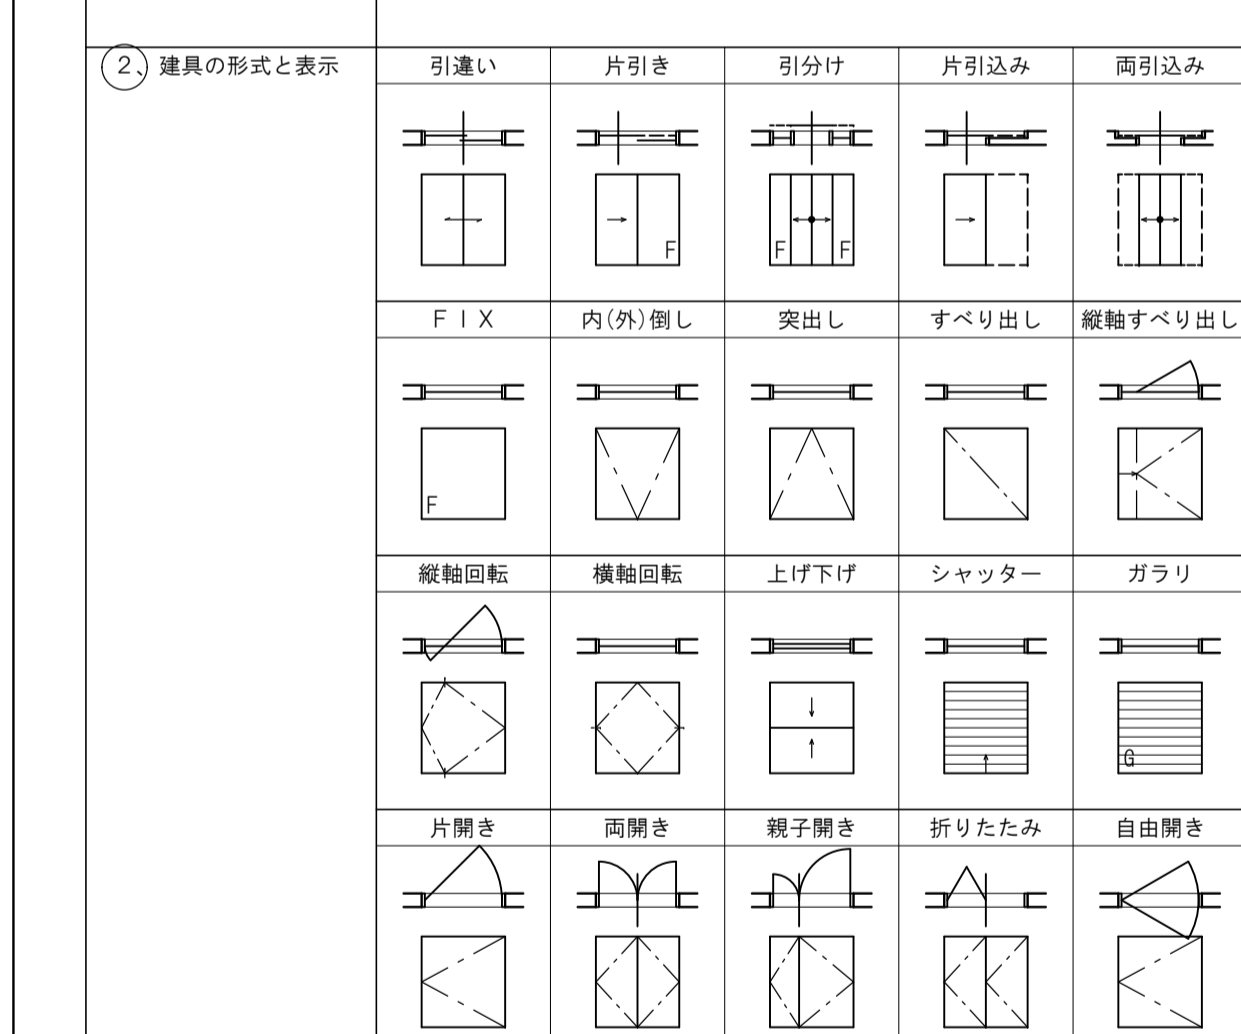 2、 建具の形式と表示
引違い 片引き 引分け 片引込み 両引込み
F F F
ＦＩＸ 内(外)倒し 突出し すべり出し 縦軸すべり出し
F
縦軸回転 横軸回転 上げ下げ シャッター ガラリ
G
片開き 両開き 親子開き 折りたたみ 自由開き